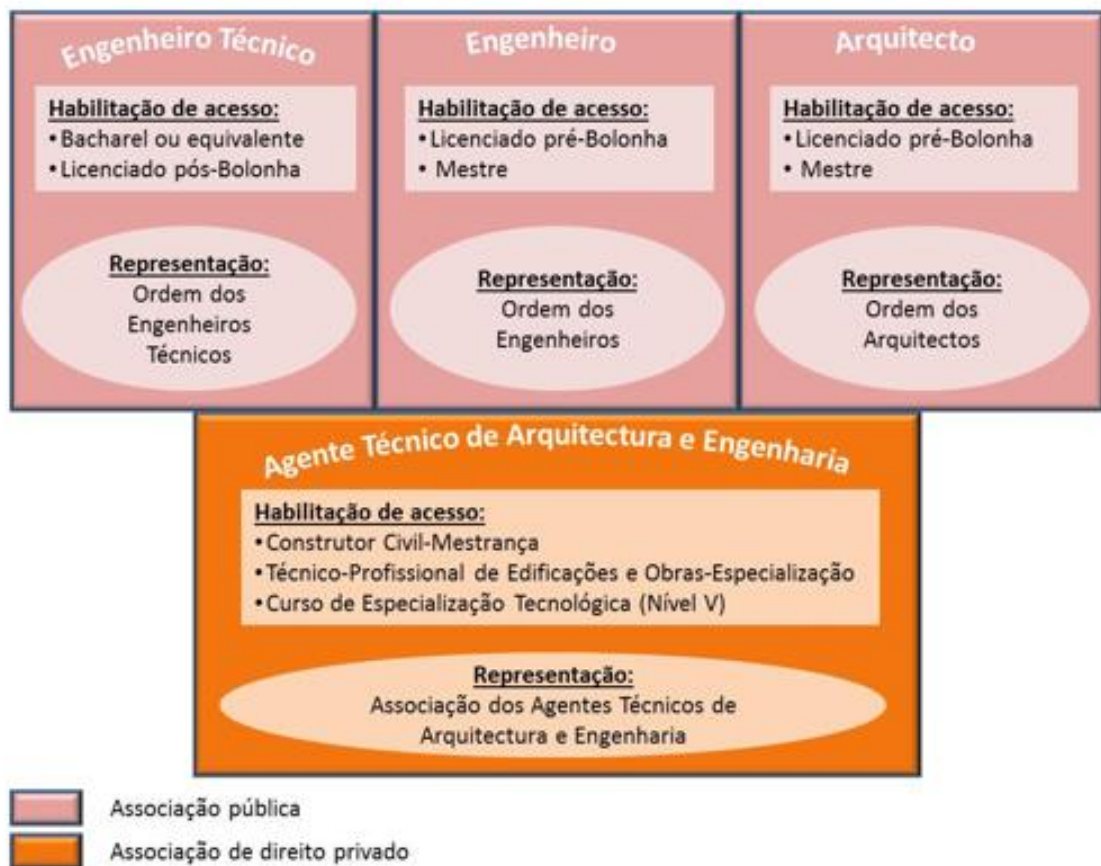 Engenheiro Técnico
Habilitação de acesso:
•Bacharel ou equivalente
•Licenciado pós-Bolonha
Representação:
Ordem dos
Engenheiros
Técnicos
Engenheiro
Habilitação de acesso:
•Licenciado pré-Bolonha
• Mestre
Representação:
Ordem dos
Engenheiros
Arquitecto
Habilitação de acesso:
•Licenciado pré-Bolonha
• Mestre
Representação:
Ordem dos
Arquitectos
Agente Técnico de Arquitectura e Engenharia
Habilitação de acesso:
•Construtor Civil-Mestrança
•Técnico-Profissional de Edificações e Obras-Especialização
•Curso de Especialização Tecnológica (Nível V)
Representação:
Associação dos Agentes Técnicos de
Arquitectura e Engenharia
Associação pública
Associação de direito privado